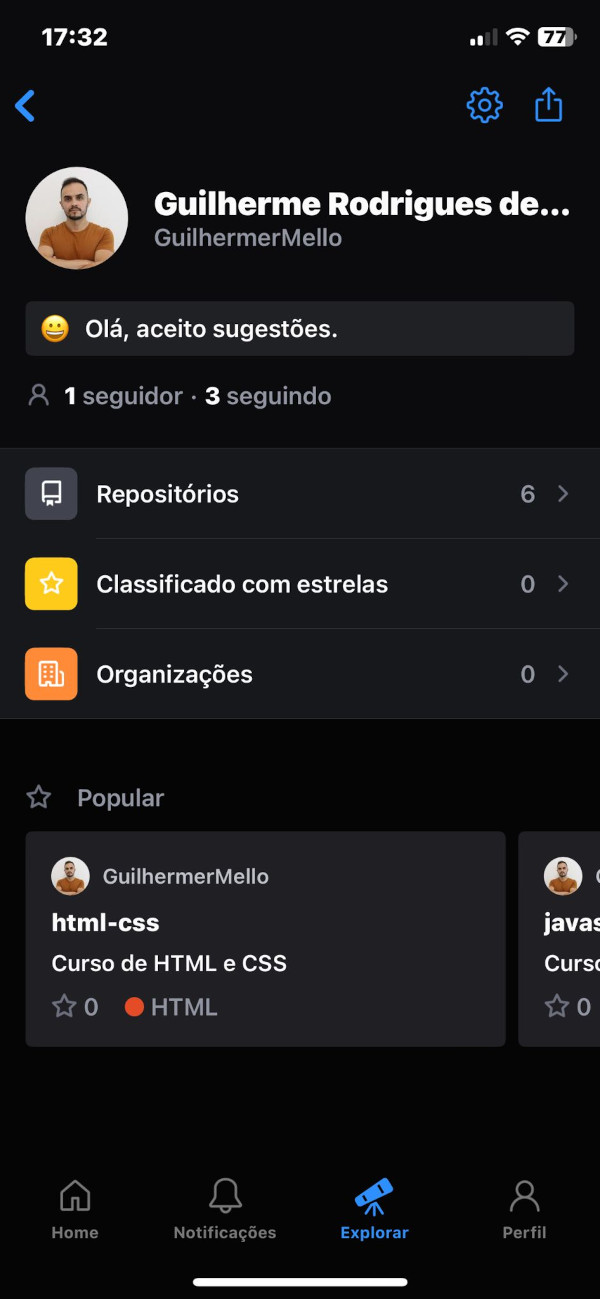 17:32
77
Guilherme Rodrigues de...
GuilhermerMello
😀 Olá, aceito sugestões.
1 seguidor · 3 seguindo
Repositórios 6
Classificado com estrelas 0
Organizações 0
Popular
GuilhermerMello
html-css
Curso de HTML e CSS
0 HTML
javas
Curso
0
Home
Notificações
Explorar
Perfil